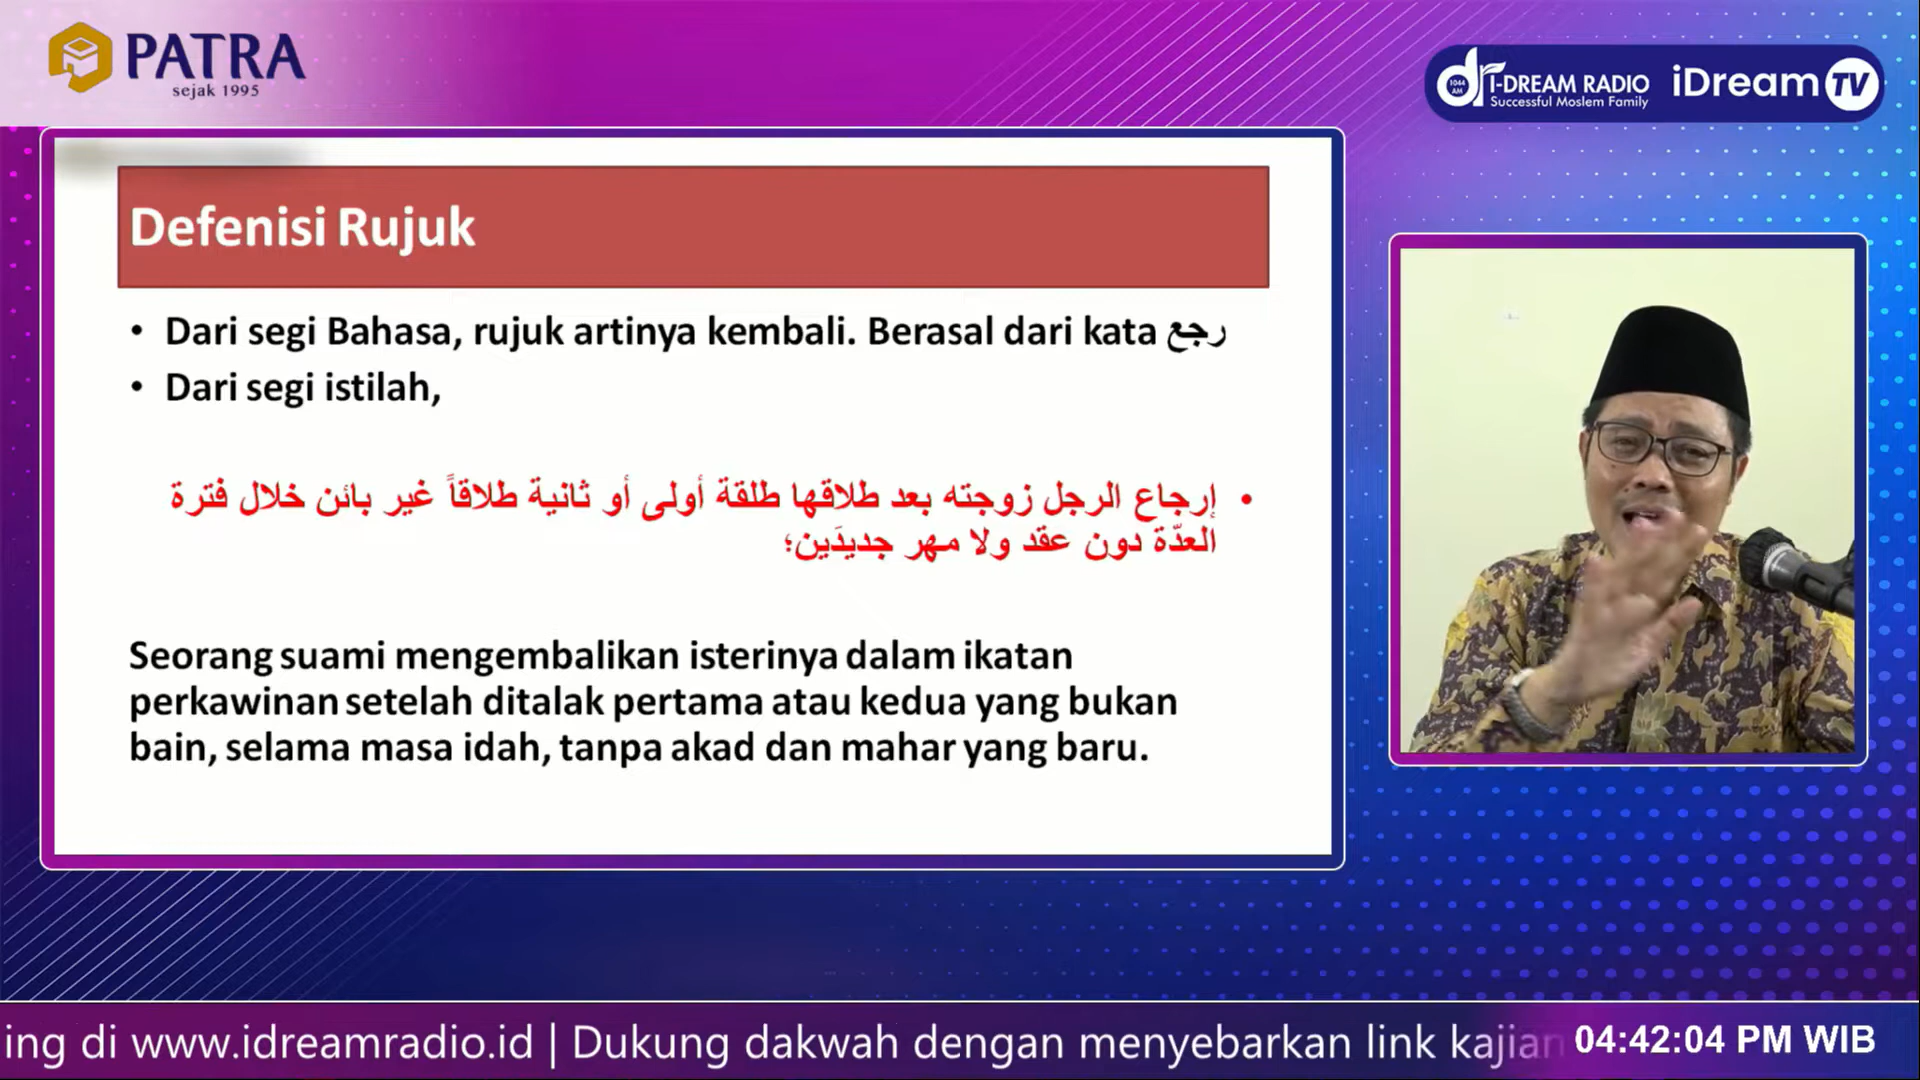 PATRA
sejak 1995
1044 AM
I-DREAM RADIO
Successful Moslem Family
iDream TV
Defenisi Rujuk
• Dari segi Bahasa, rujuk artinya kembali. Berasal dari kata رجع
• Dari segi istilah,
• إرجاع الرجل زوجته بعد طلاقها طلقة أولى أو ثانية طلاقاً غير بائن خلال فترة
العدّة دون عقد ولا مهر جديدَين؛
Seorang suami mengembalikan isterinya dalam ikatan
perkawinan setelah ditalak pertama atau kedua yang bukan
bain, selama masa idah, tanpa akad dan mahar yang baru.
ing di www.idreamradio.id | Dukung dakwah dengan menyebarkan link kajian
04:42:04 PM WIB